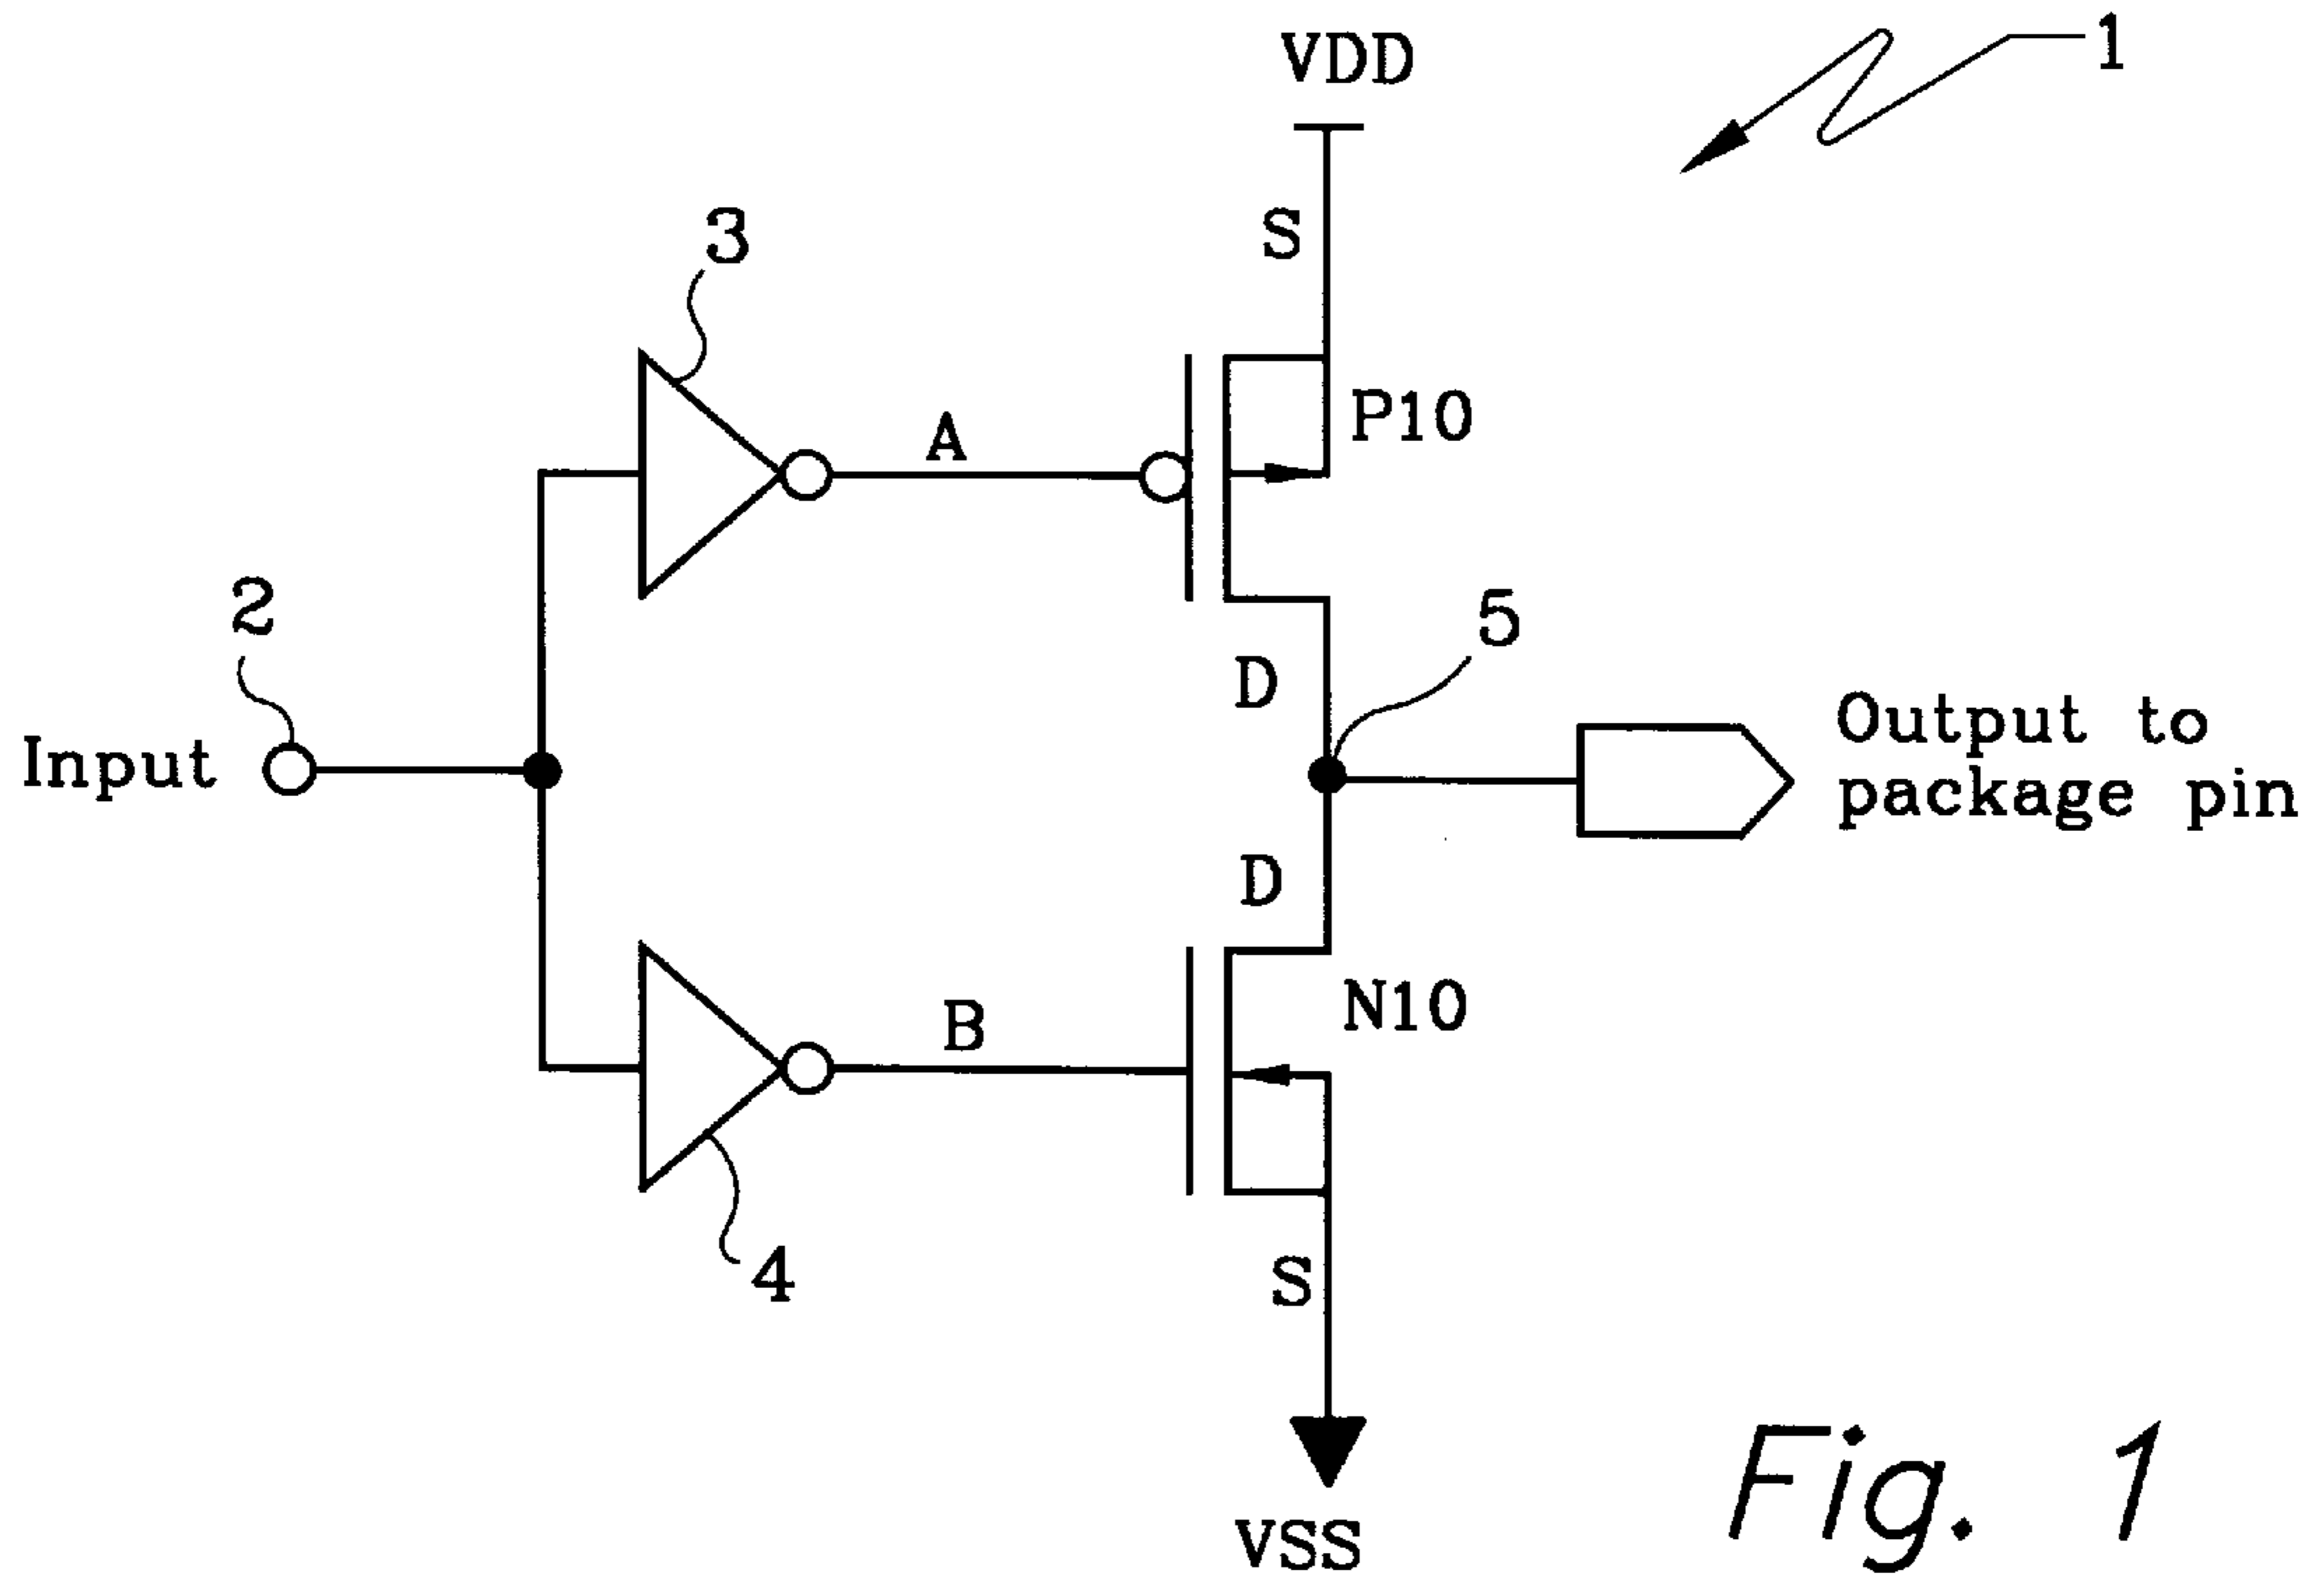 VDD
1
S
3
P10
A
2
5
D
Output to
package pin
Input
D
N10
B
4
S
VSS
Fig. 1